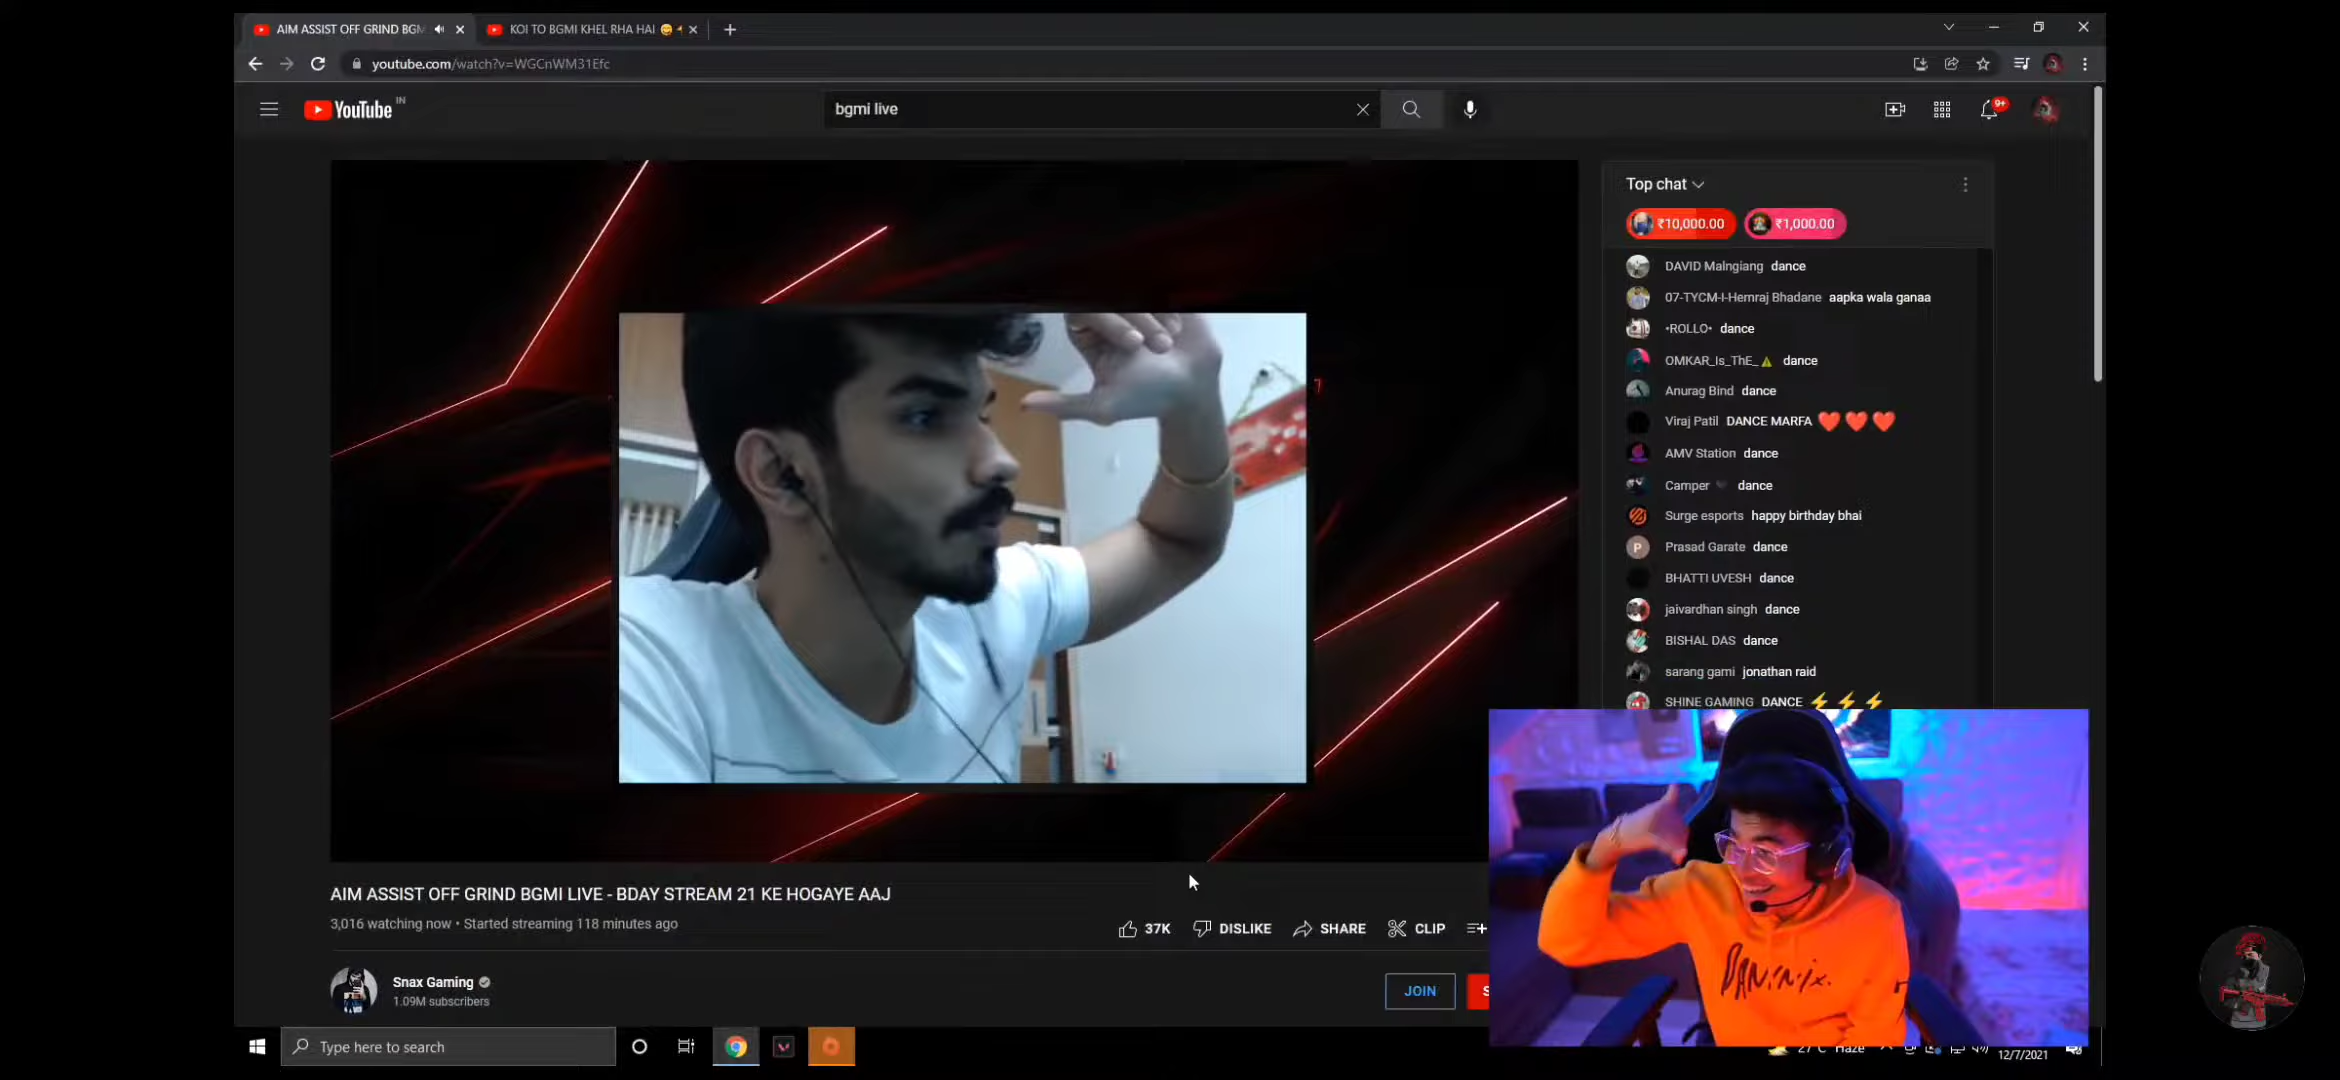 AIM ASSIST OFF GRIND BGM
KOI TO BGMI KHEL RHA HAI 😄
youtube.com/watch?v=WGCnWM31Efc
YouTube IN
bgmi live
9+
Top chat
₹10,000.00 ₹1,000.00
DAVID Malngiang dance
07-TYCM-I-Hemraj Bhadane aapka wala ganaa
•ROLLO• dance
OMKAR_Is_ThE_ dance
Anurag Bind dance
Viraj Patil DANCE MARFA ❤️ ❤️ ❤️
AMV Station dance
Camper 🖤 dance
Surge esports happy birthday bhai
P Prasad Garate dance
BHATTI UVESH dance
jaivardhan singh dance
BISHAL DAS dance
sarang gami jonathan raid
SHINE GAMING DANCE ⚡ ⚡ ⚡
AIM ASSIST OFF GRIND BGMI LIVE - BDAY STREAM 21 KE HOGAYE AAJ
3,016 watching now • Started streaming 118 minutes ago
37K DISLIKE SHARE CLIP
Snax Gaming
1.09M subscribers
JOIN S
Type here to search
27°C Haze
12/7/2021